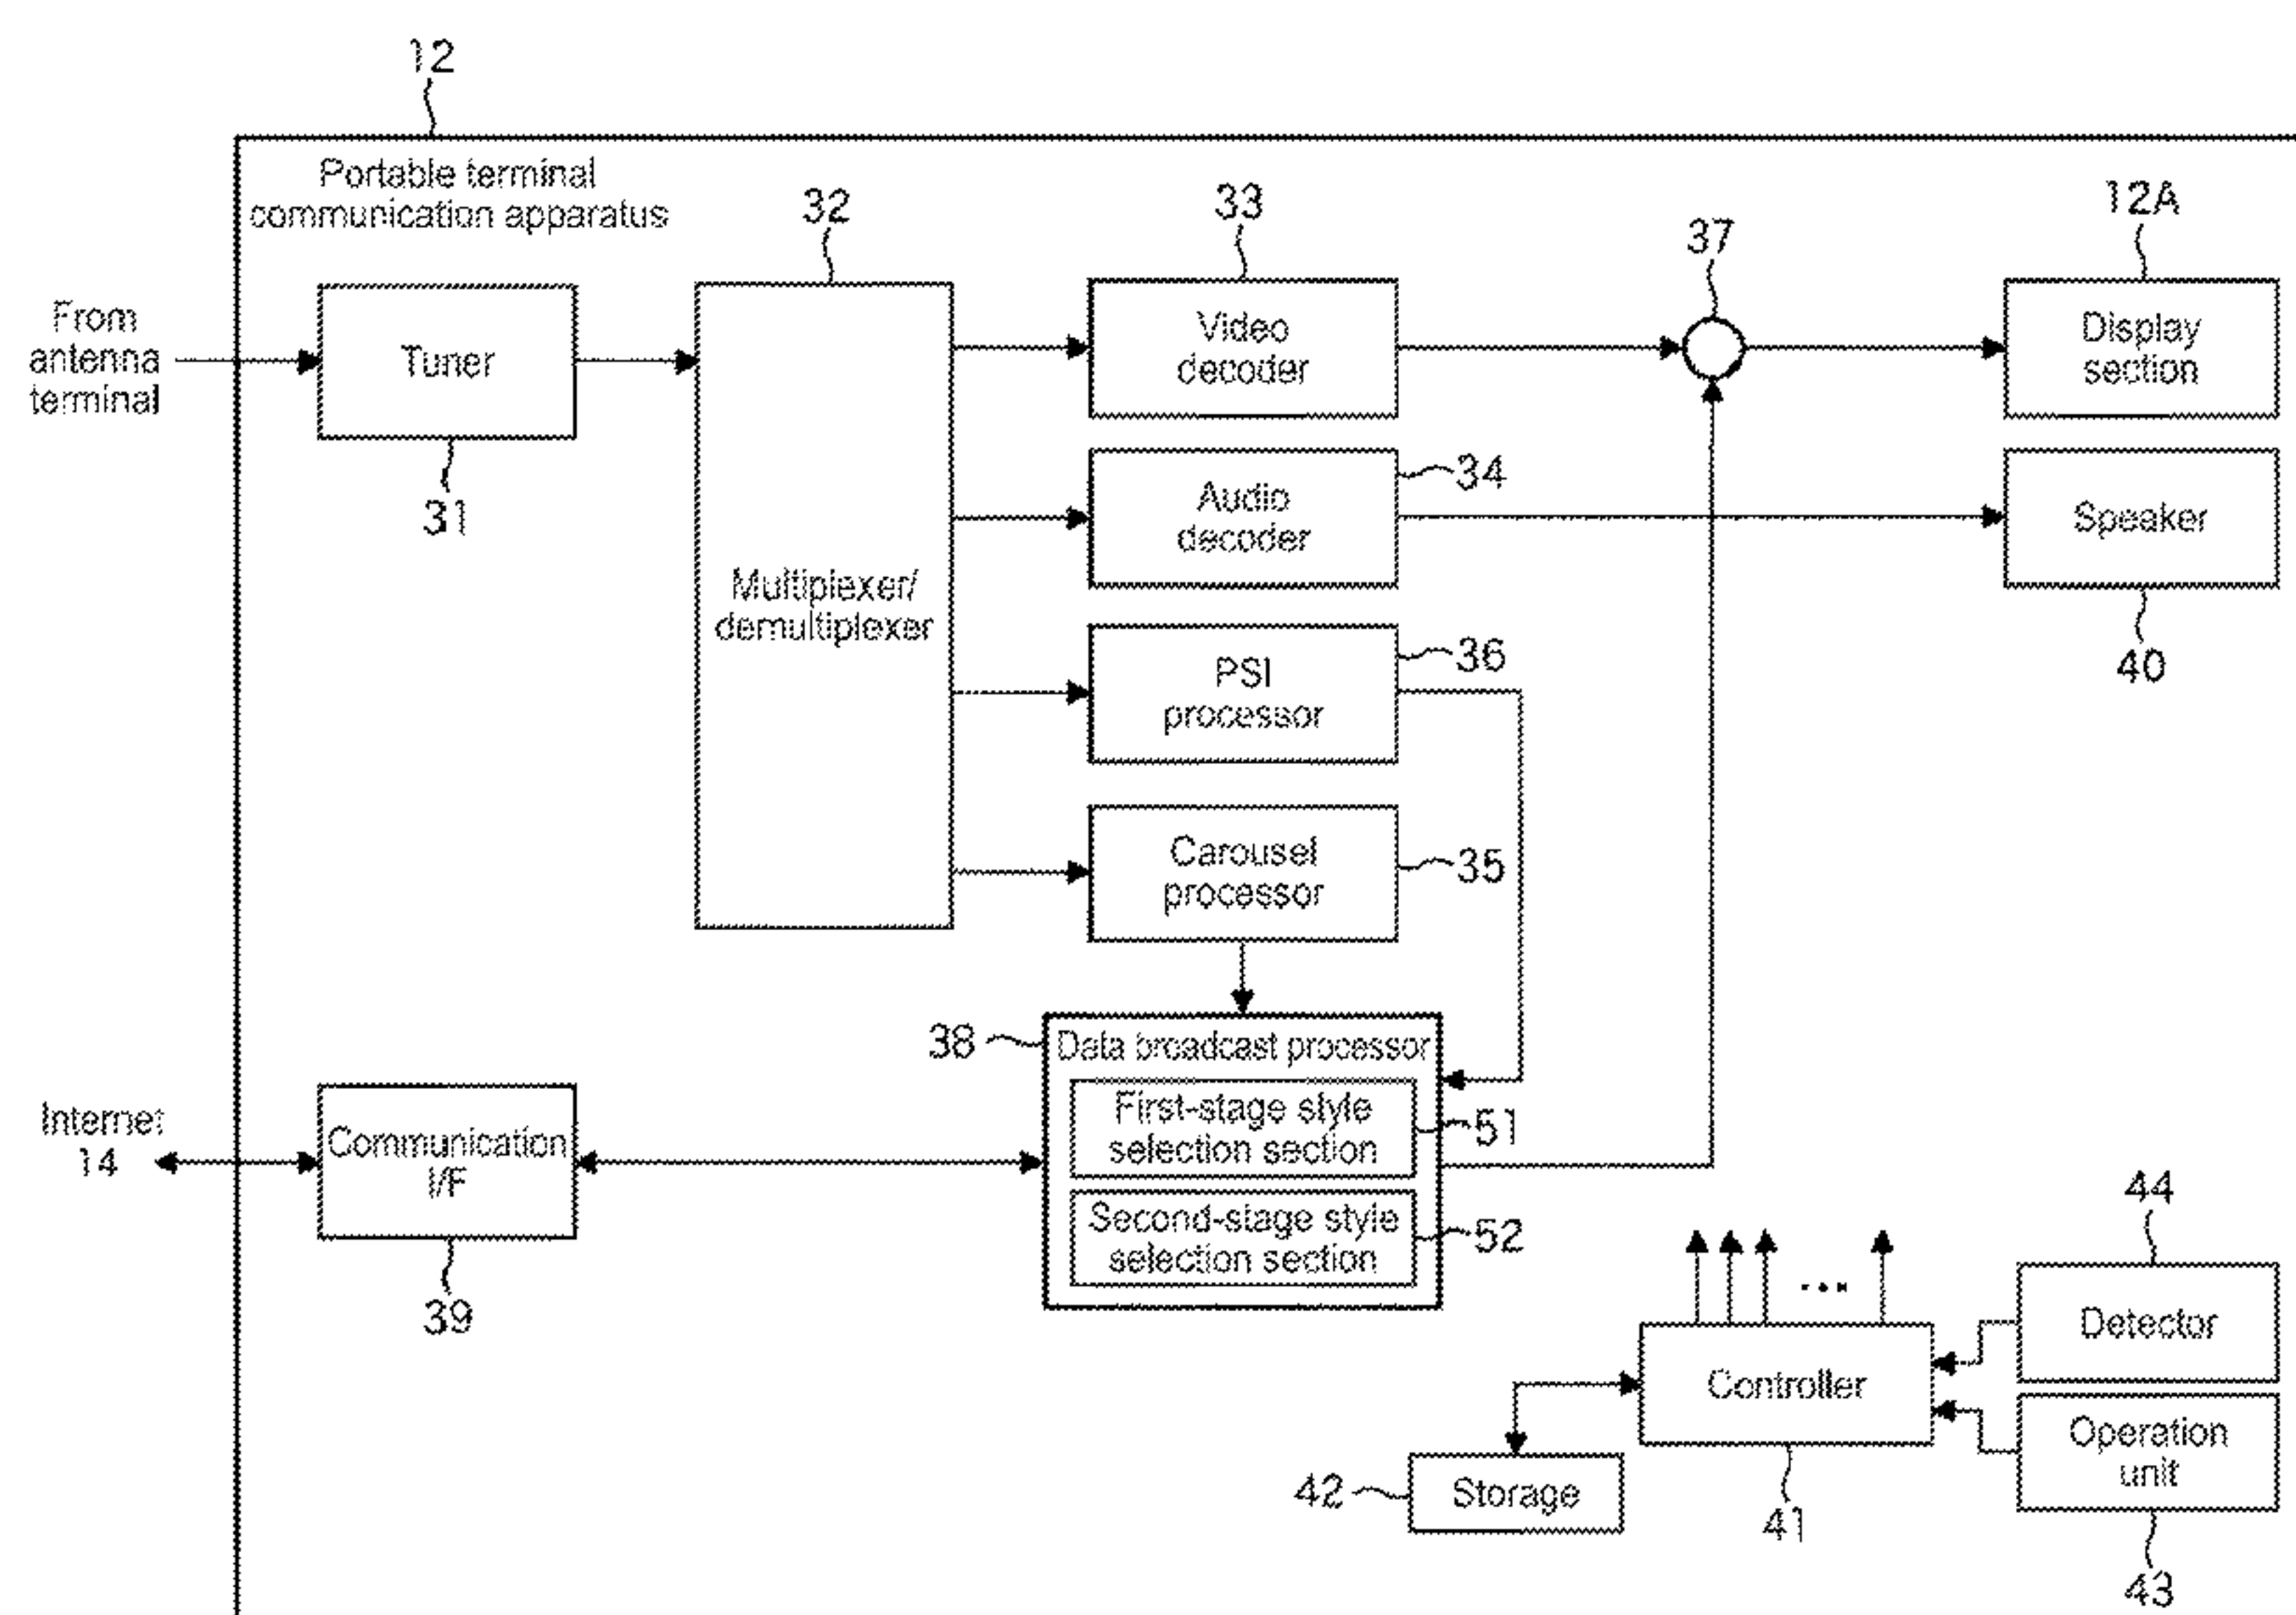 12
Portable terminal
communication apparatus
32
33
37
12A
From
antenna
terminal
Tuner
31
Multiplexer/
demultiplexer
Video
decoder
Display
section
Audio
decoder
34
Speaker
40
PSI
processor
36
Carousel
processor
35
38
Data broadcast processor
First-stage style
selection section
51
Second-stage style
selection section
52
Internet
14
Communication
I/F
39
44
Detector
...
Controller
41
Operation
unit
43
42
Storage